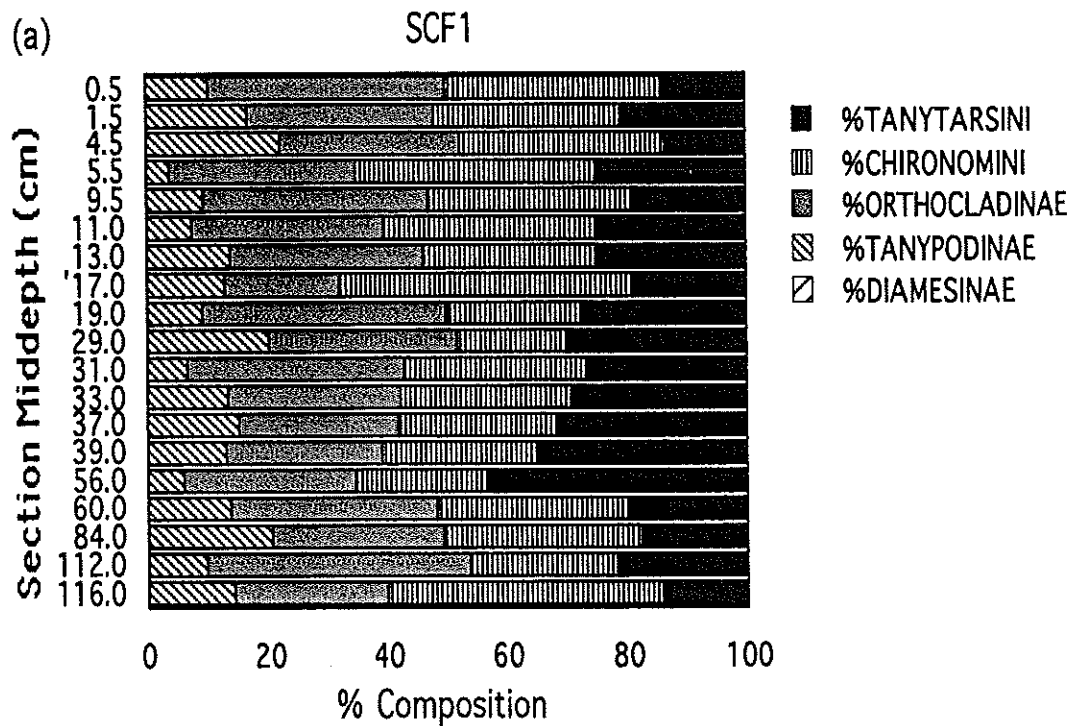 (a)
SCF1
Section Middepth (cm)
0.5
1.5
4.5
5.5
9.5
11.0
13.0
'17.0
19.0
29.0
31.0
33.0
37.0
39.0
56.0
60.0
84.0
112.0
116.0
0 20 40 60 80 100
% Composition
%TANYTARSINI
%CHIRONOMINI
%ORTHOCLADINAE
%TANYPODINAE
%DIAMESINAE